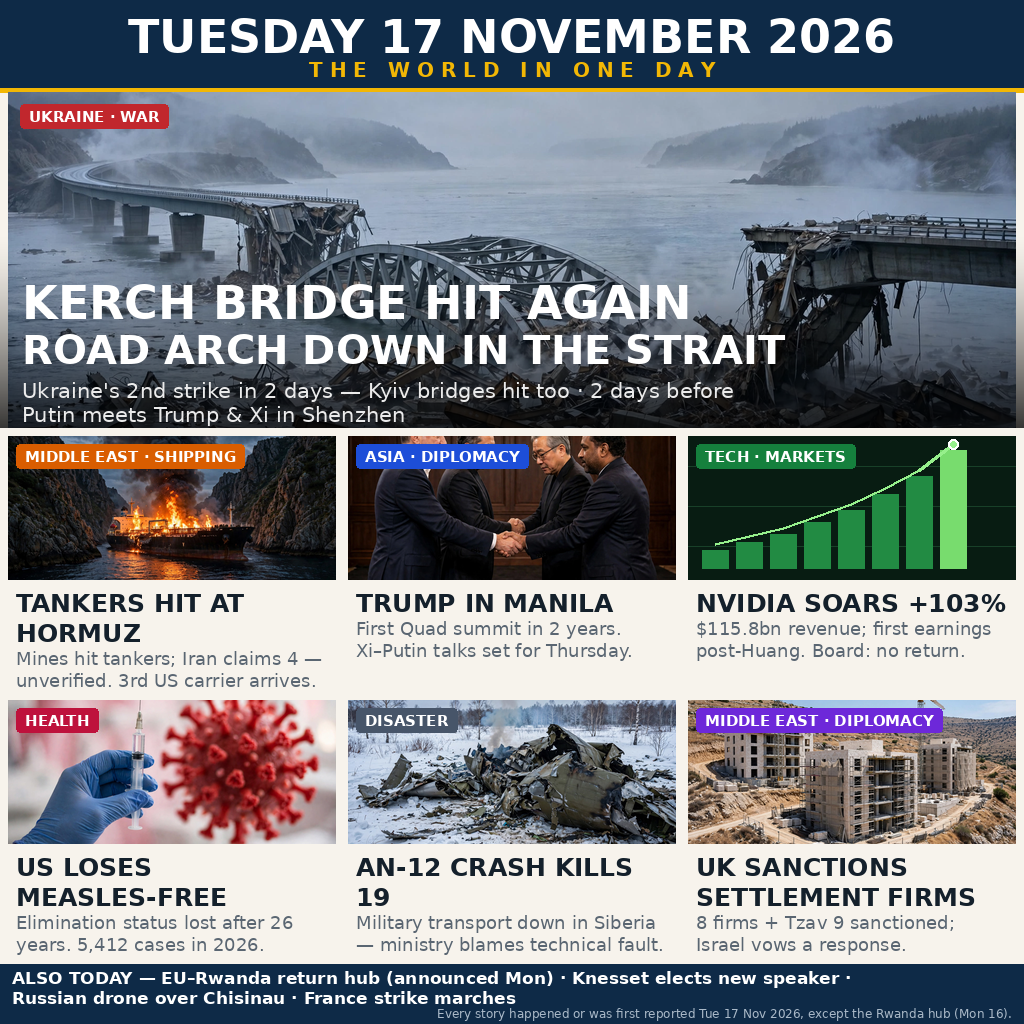 TUESDAY 17 NOVEMBER 2026
THE WORLD IN ONE DAY
UKRAINE · WAR
KERCH BRIDGE HIT AGAIN
ROAD ARCH DOWN IN THE STRAIT
Ukraine's 2nd strike in 2 days — Kyiv bridges hit too · 2 days before
Putin meets Trump & Xi in Shenzhen
MIDDLE EAST · SHIPPING
TANKERS HIT AT
HORMUZ
Mines hit tankers; Iran claims 4 —
unverified. 3rd US carrier arrives.
ASIA · DIPLOMACY
TRUMP IN MANILA
First Quad summit in 2 years.
Xi–Putin talks set for Thursday.
TECH · MARKETS
NVIDIA SOARS +103%
$115.8bn revenue; first earnings
post-Huang. Board: no return.
HEALTH
US LOSES
MEASLES-FREE
Elimination status lost after 26
years. 5,412 cases in 2026.
DISASTER
AN-12 CRASH KILLS
19
Military transport down in Siberia
— ministry blames technical fault.
MIDDLE EAST · DIPLOMACY
UK SANCTIONS
SETTLEMENT FIRMS
8 firms + Tzav 9 sanctioned;
Israel vows a response.
ALSO TODAY — EU–Rwanda return hub (announced Mon) · Knesset elects new speaker ·
Russian drone over Chisinau · France strike marches
Every story happened or was first reported Tue 17 Nov 2026, except the Rwanda hub (Mon 16).